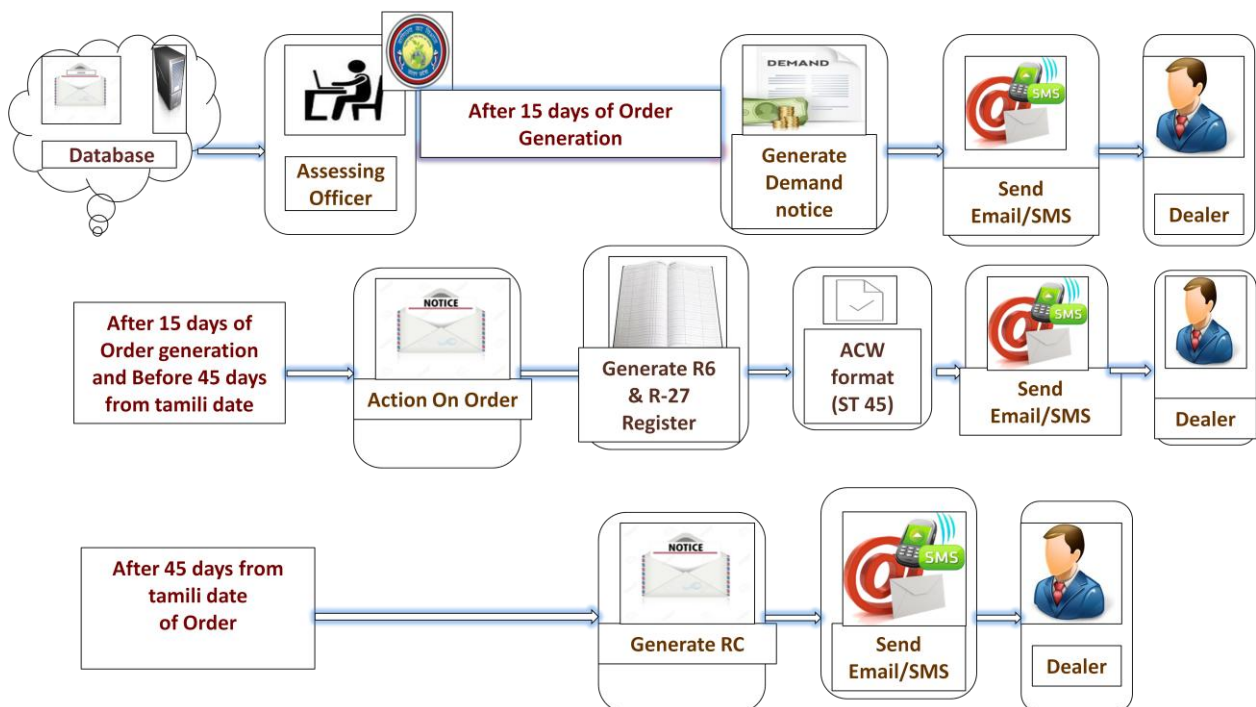 Database
Assessing
Officer
After 15 days of Order
Generation
DEMAND
Generate
Demand
notice
SMS
Send
Email/SMS
Dealer
After 15 days of
Order generation
and Before 45 days
from tamili date
NOTICE
Action On Order
Generate R6
& R-27
Register
ACW
format
(ST 45)
SMS
Send
Email/SMS
Dealer
After 45 days from
tamili date
of Order
NOTICE
Generate RC
SMS
Send
Email/SMS
Dealer